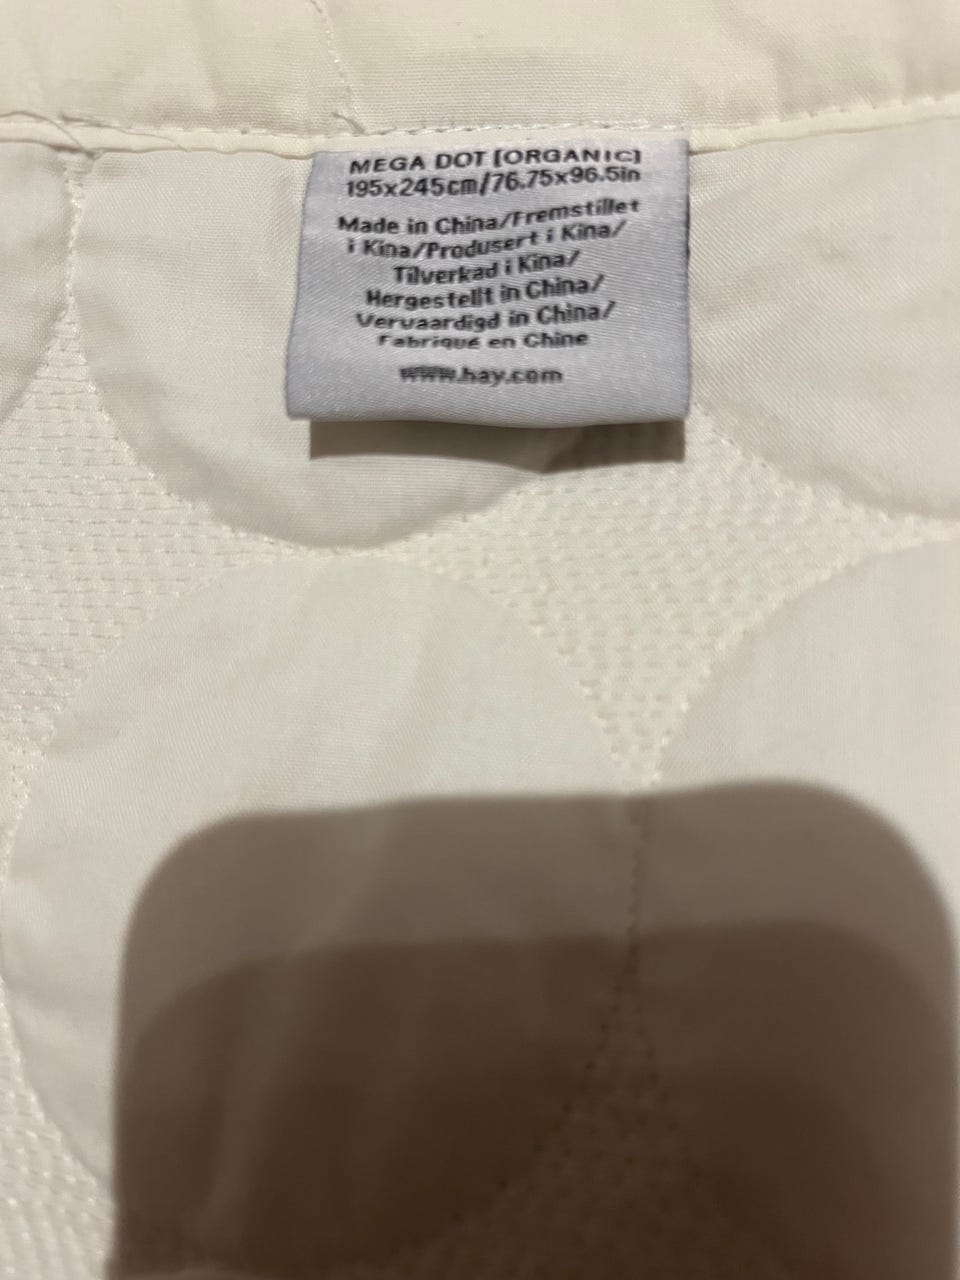 MEGA DOT [ORGANIC]
195x245cm/76.75x96.5in
Made in China/Fremstillet
i Kina/Produsert i Kina/
Tilverkad i Kina/
Hergestellt in China/
Vervaardigd in China/
Fabriqué en Chine
www.hay.com